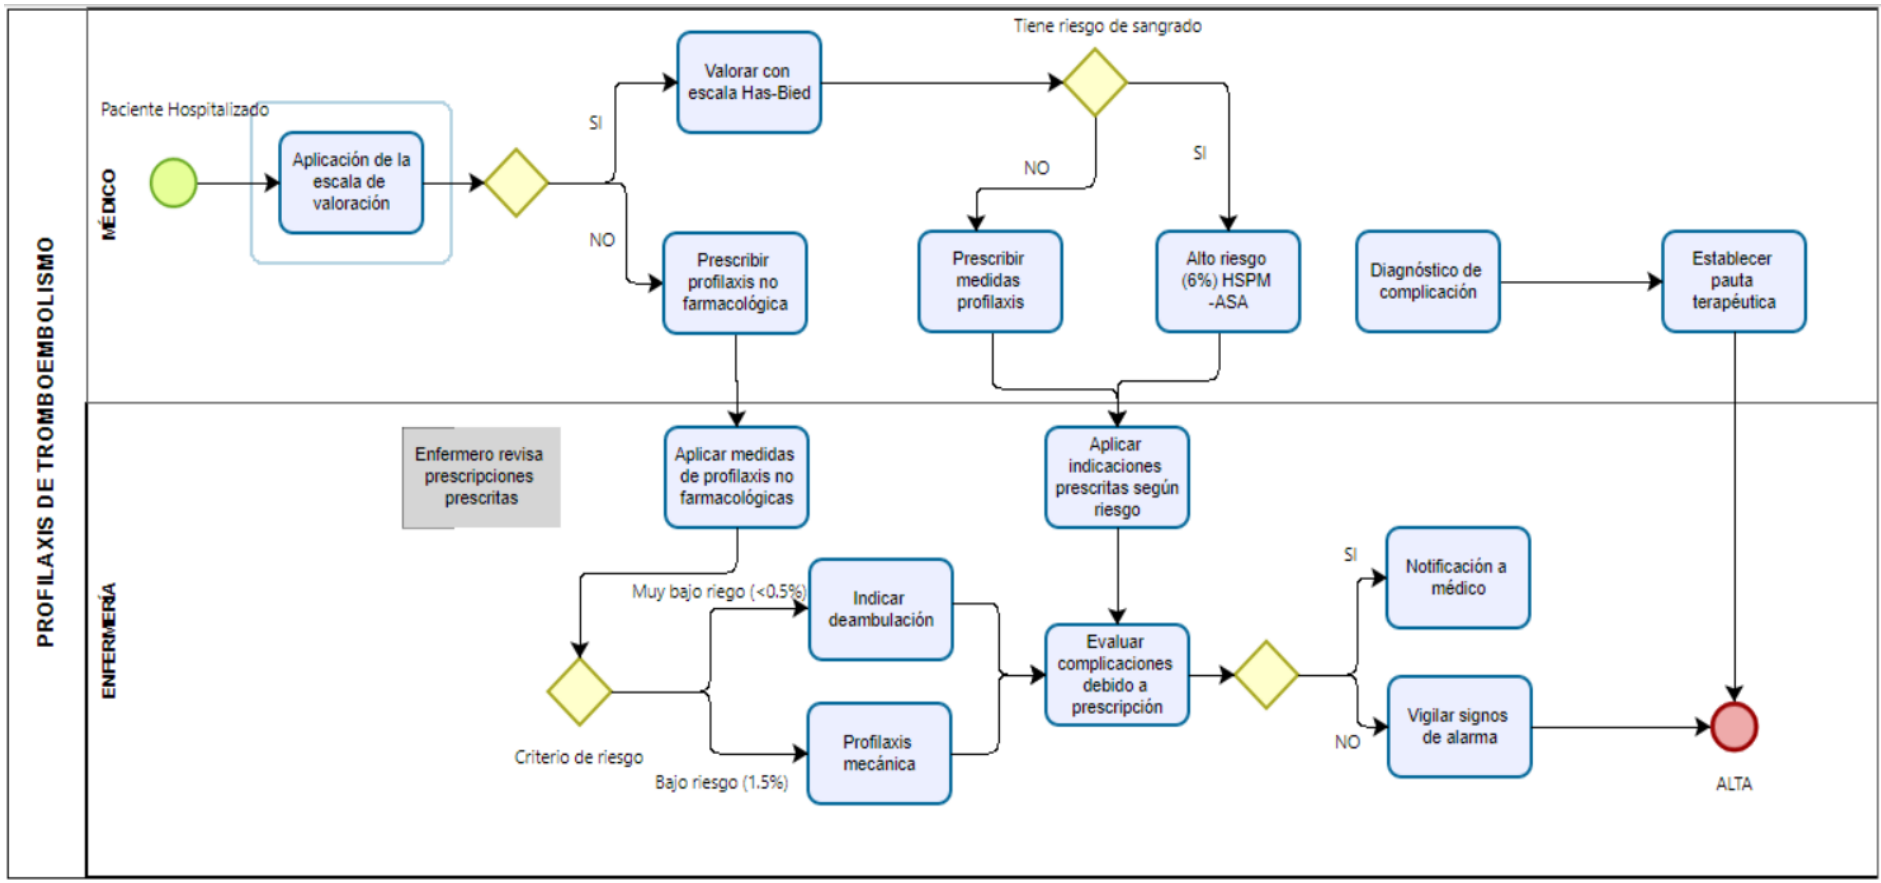 PROFILAXIS DE TROMBOEMBOLISMO
MÉDICO
Paciente Hospitalizado
Aplicación de la
escala de
valoración
SI
NO
Valorar con
escala Has-Bied
Prescribir
profilaxis no
farmacológica
Tiene riesgo de sangrado
NO
SI
Prescribir
medidas
profilaxis
Alto riesgo
(6%) HSPM
-ASA
Diagnóstico de
complicación
Establecer
pauta
terapéutica
ENFERMERÍA
Enfermero revisa
prescripciones
prescritas
Aplicar medidas
de profilaxis no
farmacológicas
Aplicar
indicaciones
prescritas según
riesgo
Criterio de riesgo
Muy bajo riego (<0.5%)
Bajo riesgo (1.5%)
Indicar
deambulación
Profilaxis
mecánica
Evaluar
complicaciones
debido a
prescripción
SI
NO
Notificación a
médico
Vigilar signos
de alarma
ALTA